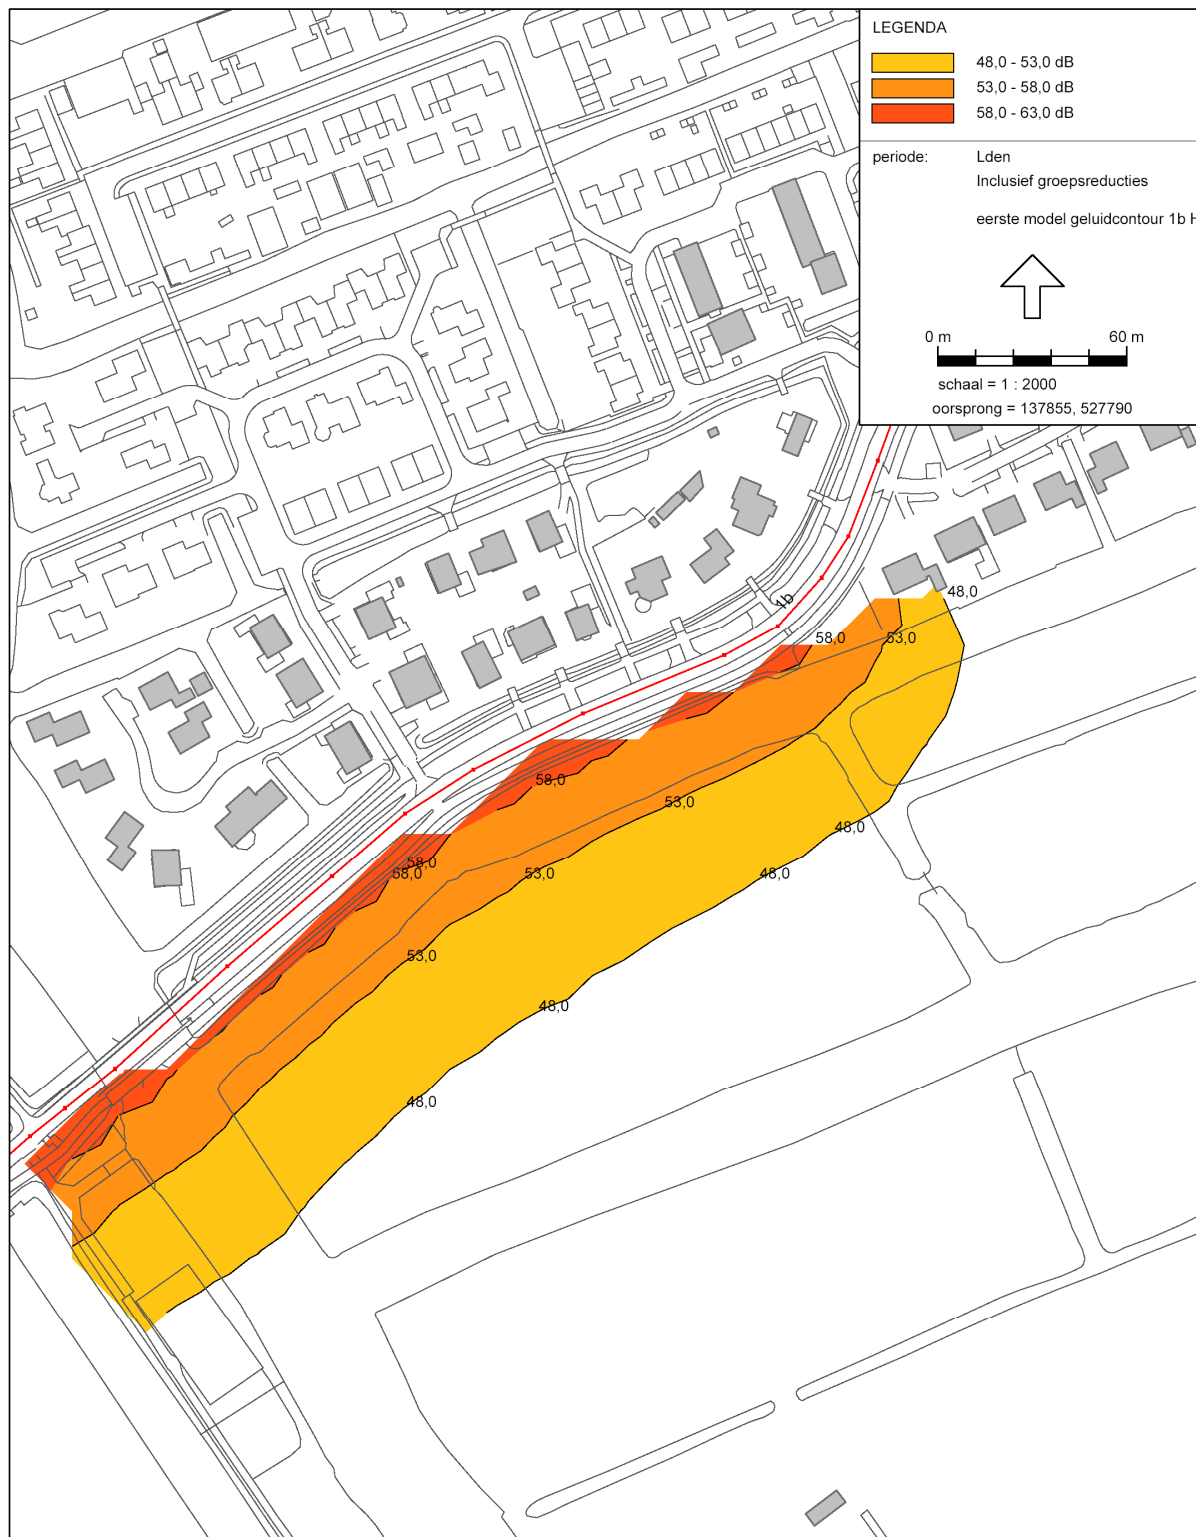 LEGENDA
48,0 - 53,0 dB
53,0 - 58,0 dB
58,0 - 63,0 dB
periode: Lden
Inclusief groepsreducties
eerste model geluidcontour 1b H
0 m 60 m
schaal = 1 : 2000
oorsprong = 137855, 527790
48,0
1b
58,0
53,0
58,0
53,0
48,0
58,0
58,0
53,0
48,0
53,0
48,0
48,0